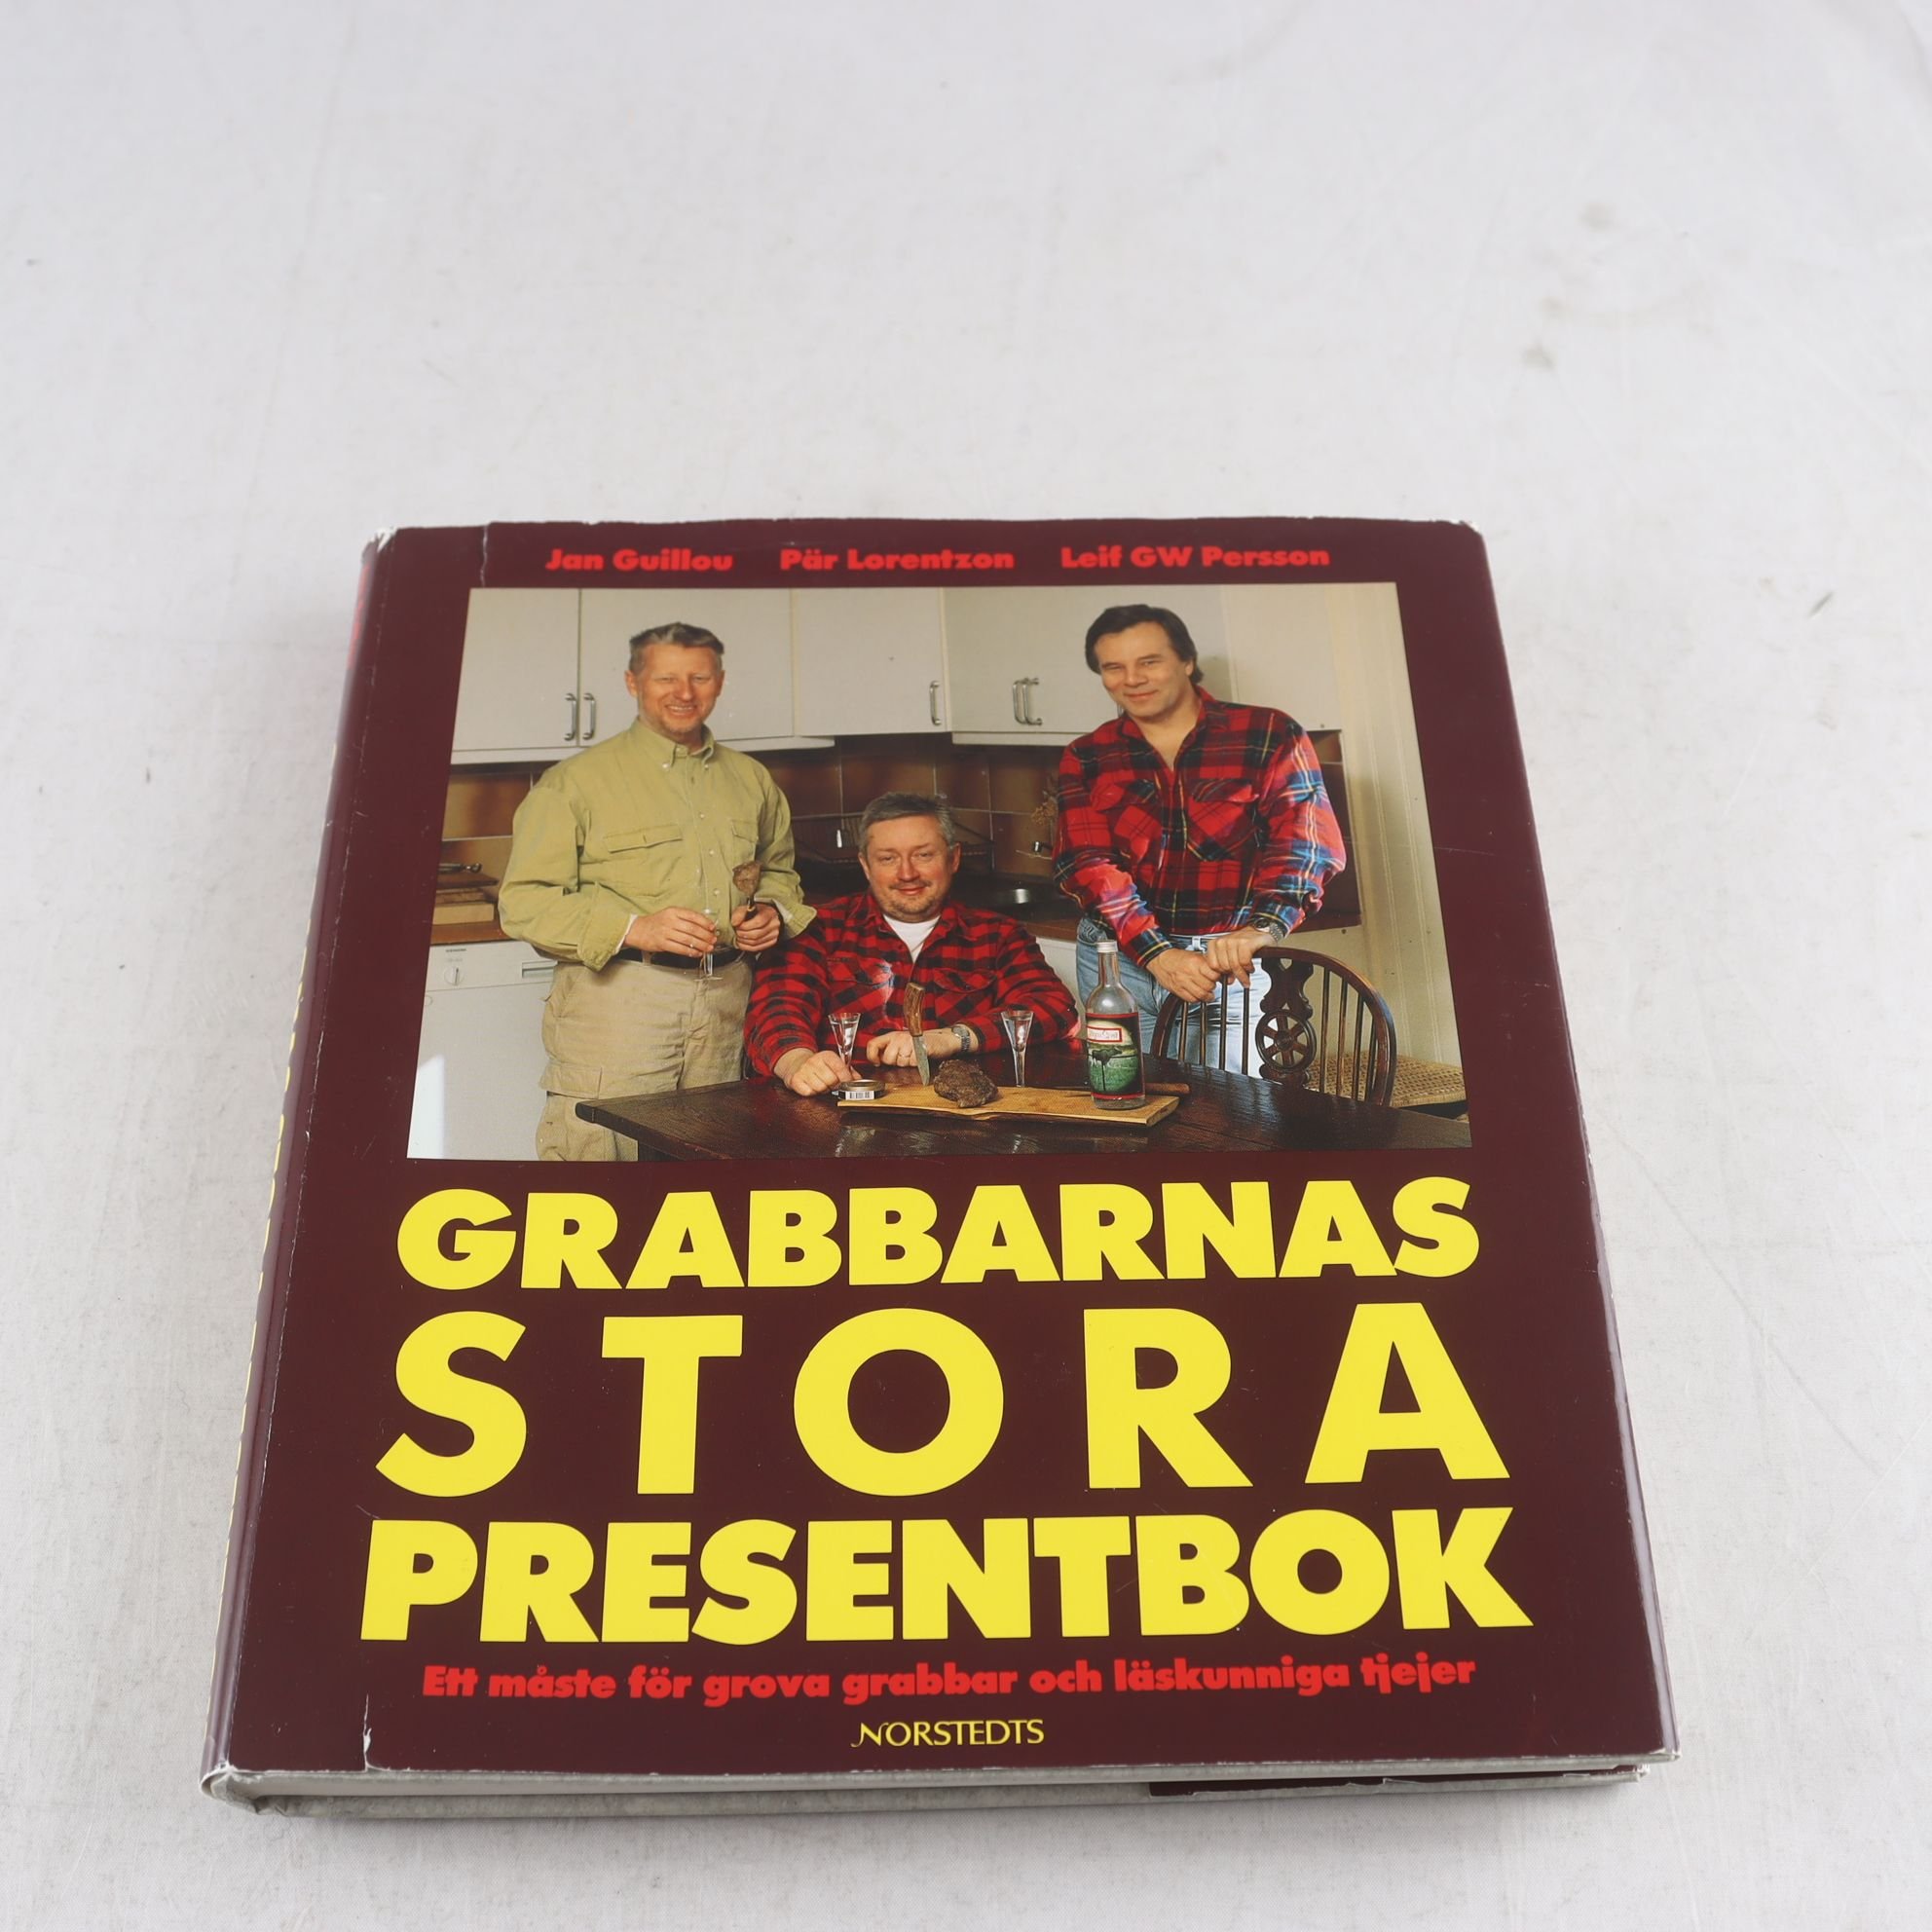 Jan Guillou Pär Lorentzon Leif GW Persson
GRABBARNAS
STORA
PRESENTBOK
Ett måste för grova grabbar och läskunniga tjejer
NORSTEDTS